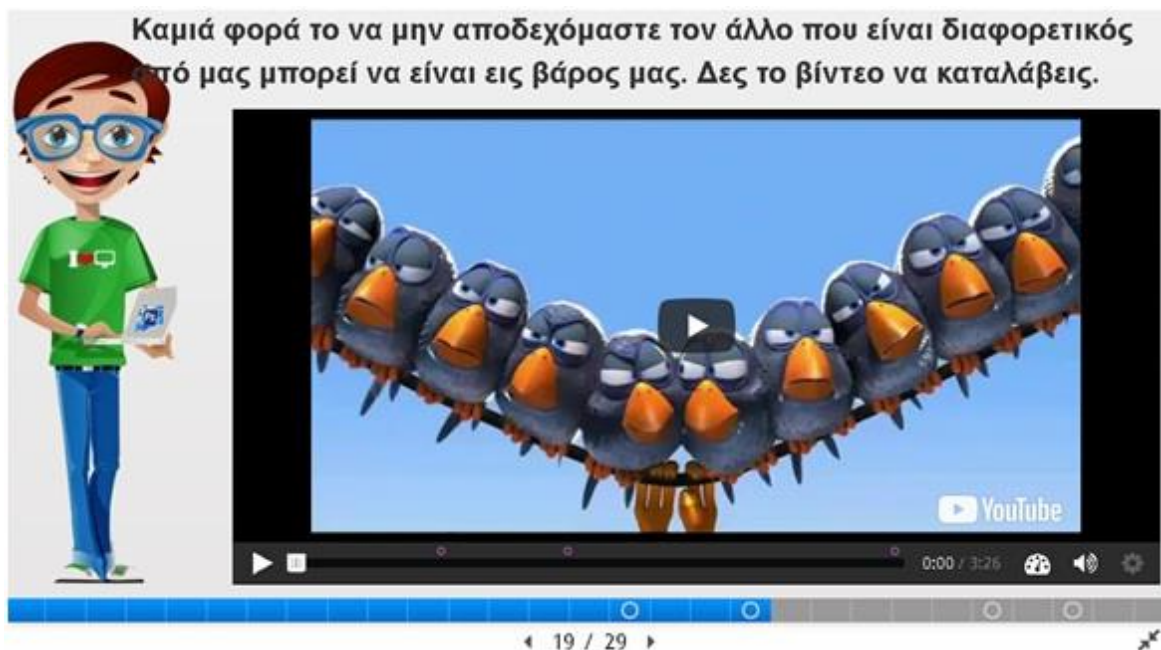 Καμιά φορά το να μην αποδεχόμαστε τον άλλο που είναι διαφορετικός
από μας μπορεί να είναι εις βάρος μας. Δες το βίντεο να καταλάβεις.
I
Ps
YouTube
0:00 / 3:26
19 / 29